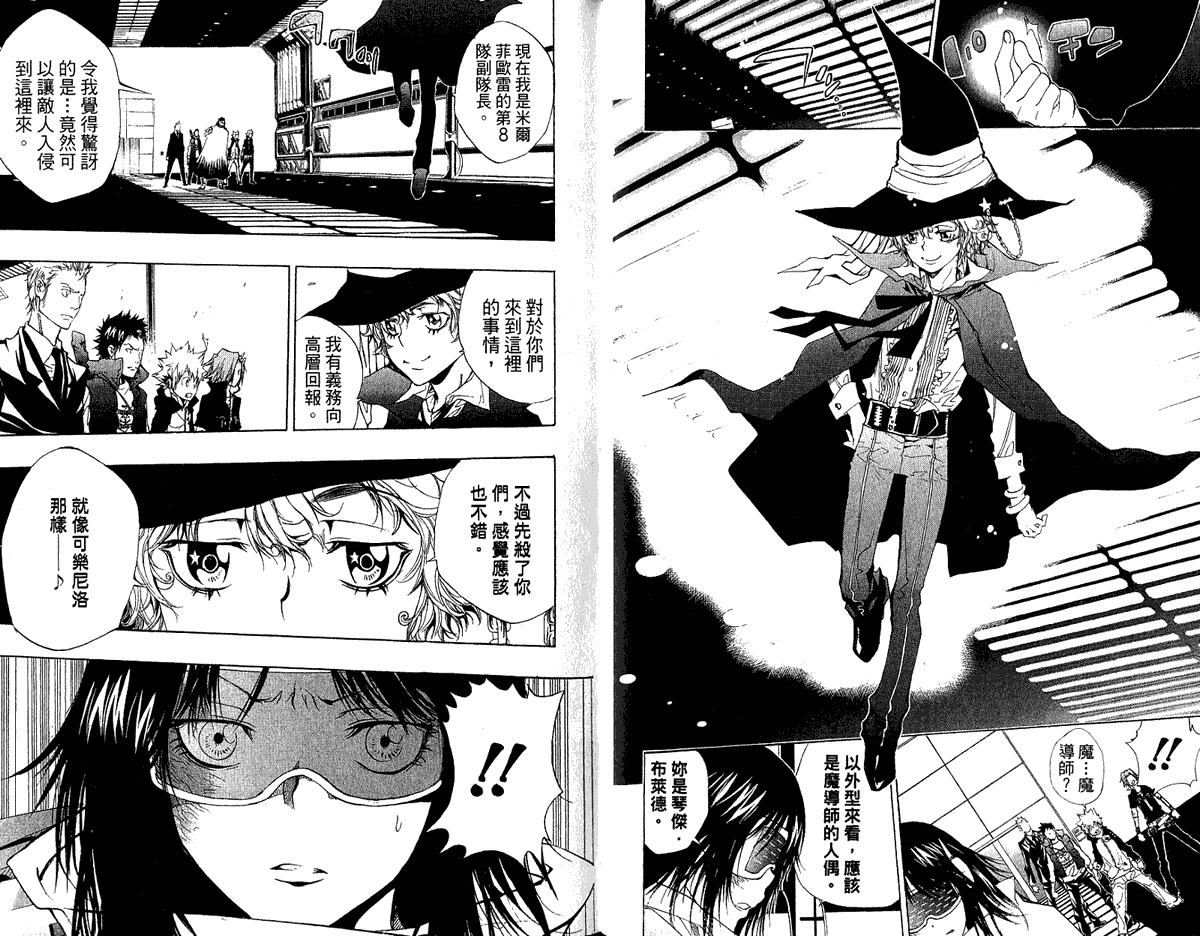 魔…魔
導師？
以外型來看，應該
是魔導師的人偶。
妳是琴傑．
布萊德。
現在我是米爾
菲歐雷的第8
隊副隊長。
令我覺得驚訝
的是…竟然可
以讓敵人入侵
到這裡來。
對於你們
來到這裡
的事情，
我有義務向
高層回報。
不過先殺了你
們，感覺應該
也不錯。
就像可樂尼洛
那樣——♪
!!